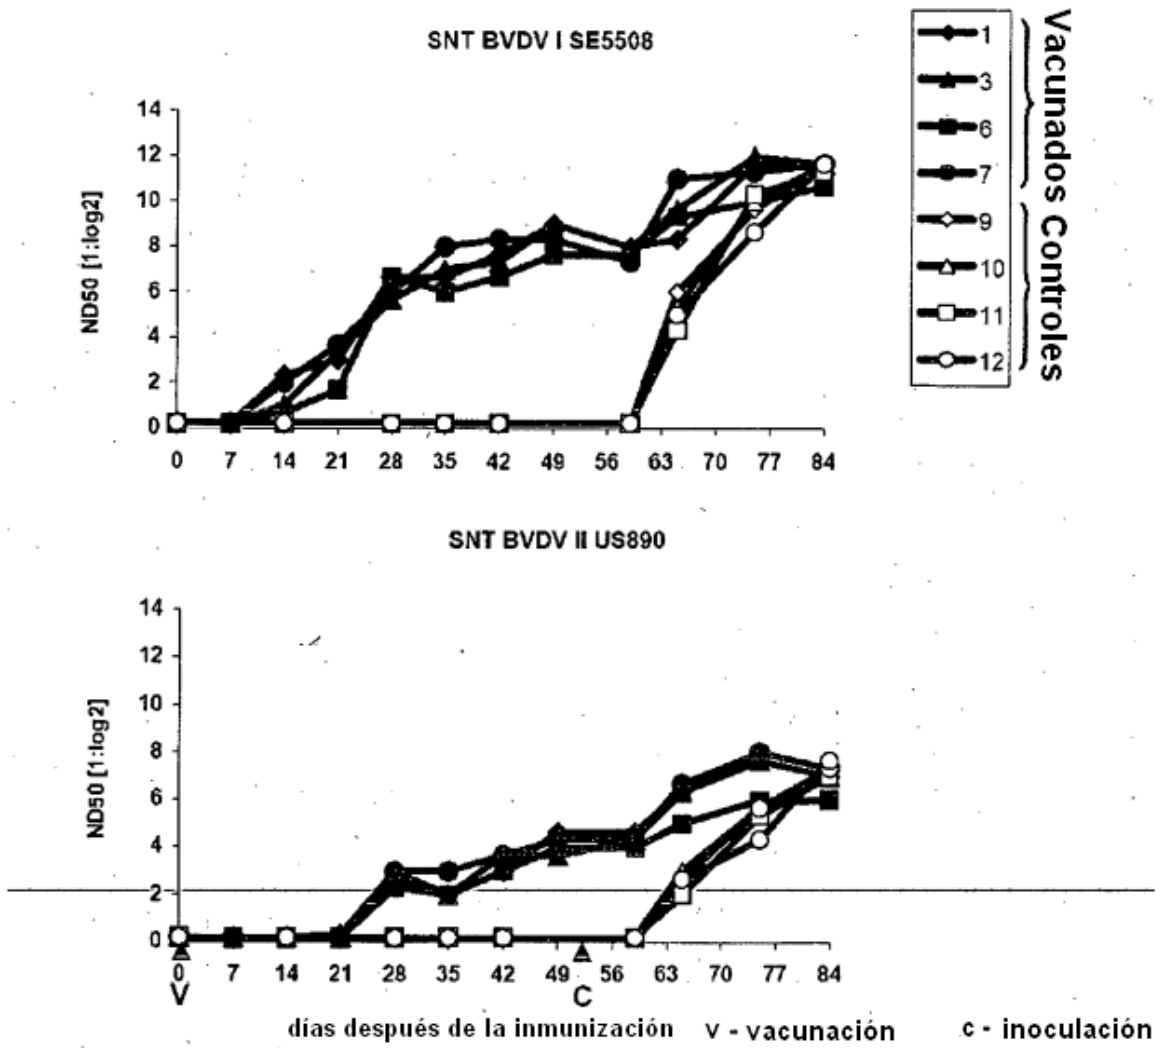 SNT BVDV I SE5508
ND50 [1:log2]
14
12
10
8
6
4
2
0
0 7 14 21 28 35 42 49 56 63 70 77 84
1
3
6
7
9
10
11
12
Vacunados
Controles
SNT BVDV II US890
ND50 [1:log2]
14
12
10
8
6
4
2
0
0 7 14 21 28 35 42 49 56 63 70 77 84
V C
días después de la inmunización V - vacunación c - inoculación